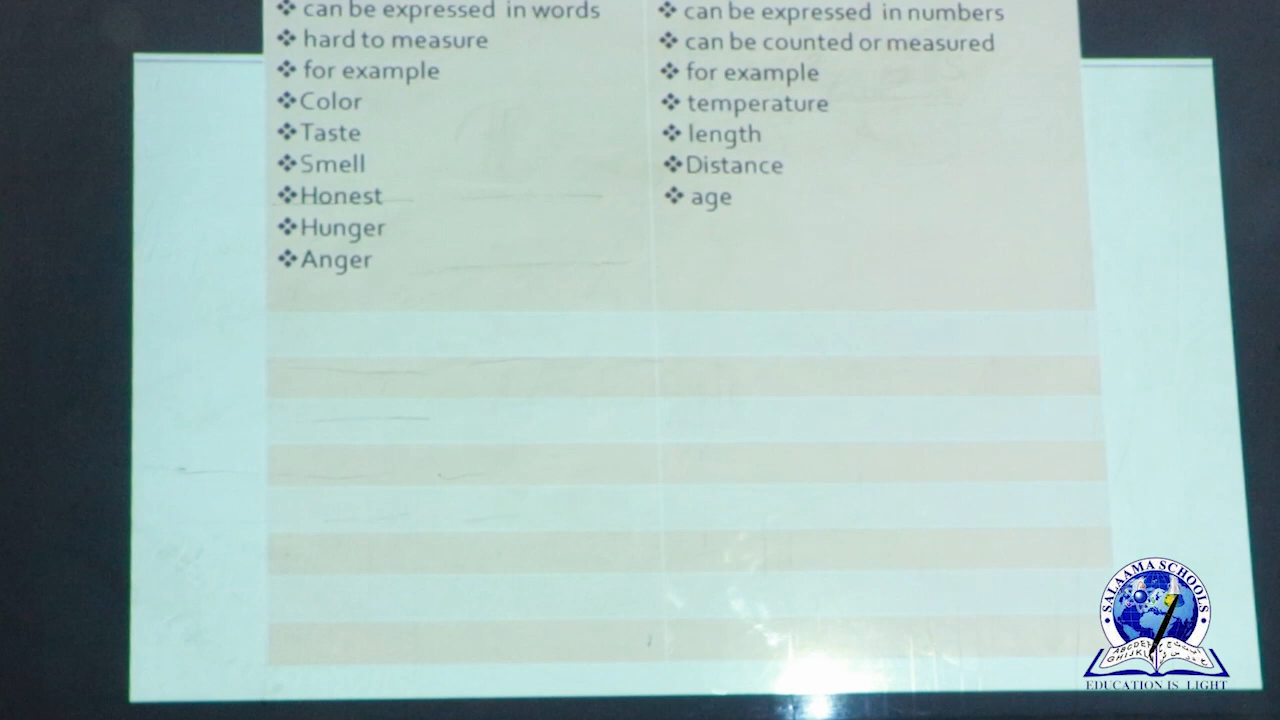 ❖ can be expressed in words
❖ hard to measure
❖ for example
❖ Color
❖ Taste
❖ Smell
❖ Honest
❖ Hunger
❖ Anger
❖ can be expressed in numbers
❖ can be counted or measured
❖ for example
❖ temperature
❖ length
❖ Distance
❖ age
SALAAMA SCHOOLS
EDUCATION IS LIGHT